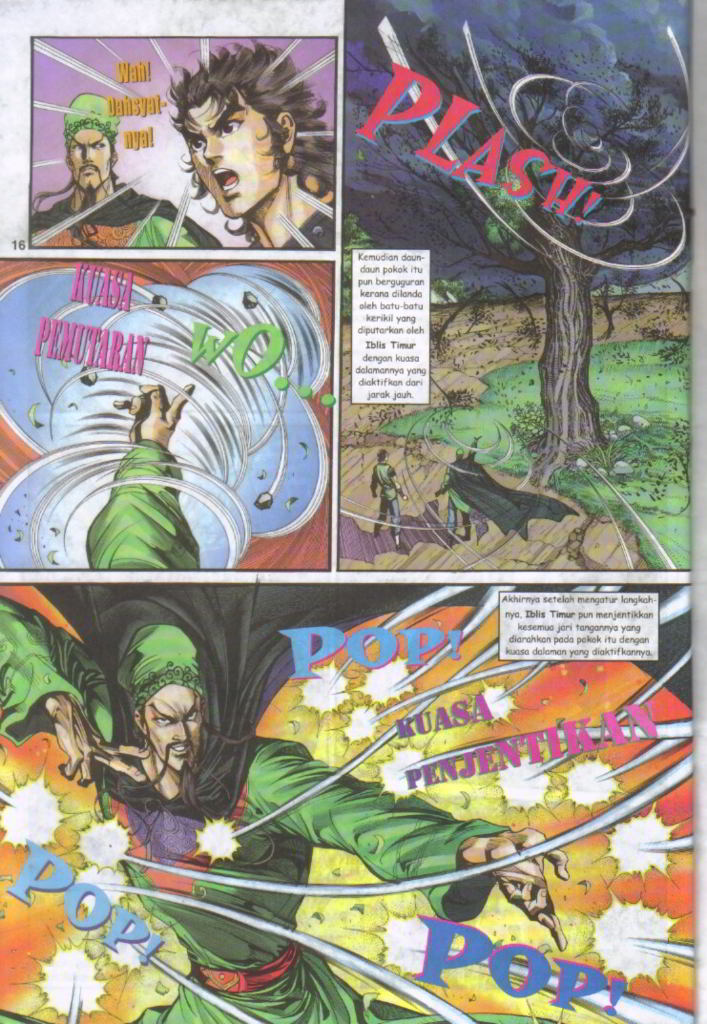 Wah!
Dahsyat-
nya!
16
PLASH!
Kemudian daun-
daun pokok itu
pun berguguran
kerana dilanda
oleh batu-batu
kerikil yang
diputarkan oleh
Iblis Timur
dengan kuasa
dalamannya yang
diaktifkan dari
jarak jauh.
KUASA
PEMUTARAN
WO...
Akhirnya setelah mengatur langkah-
nya, Iblis Timur pun menjentikkan
kesemua jari tangannya yang
diarahkan pada pokok itu dengan
kuasa dalaman yang diaktifkannya.
POP!
KUASA
PENJENTIKAN
POP!
POP!